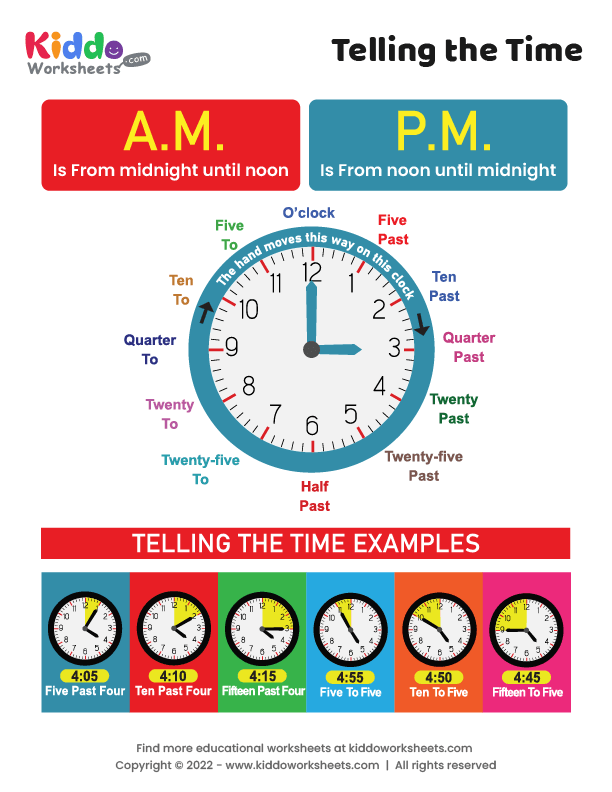 Kiddo
Worksheets.com
Telling the Time
A.M.
Is From midnight until noon
P.M.
Is From noon until midnight
O'clock
Five
To
Five
Past
The hand moves this way on this clock
Ten
To
Ten
Past
Quarter
To
Quarter
Past
Twenty
To
Twenty
Past
Twenty-five
To
Twenty-five
Past
Half
Past
12
1
2
3
4
5
6
7
8
9
10
11
TELLING THE TIME EXAMPLES
4:05
Five Past Four
4:10
Ten Past Four
4:15
Fifteen Past Four
4:55
Five To Five
4:50
Ten To Five
4:45
Fifteen To Five
Find more educational worksheets at kiddoworksheets.com
Copyright © 2022 - www.kiddoworksheets.com | All rights reserved